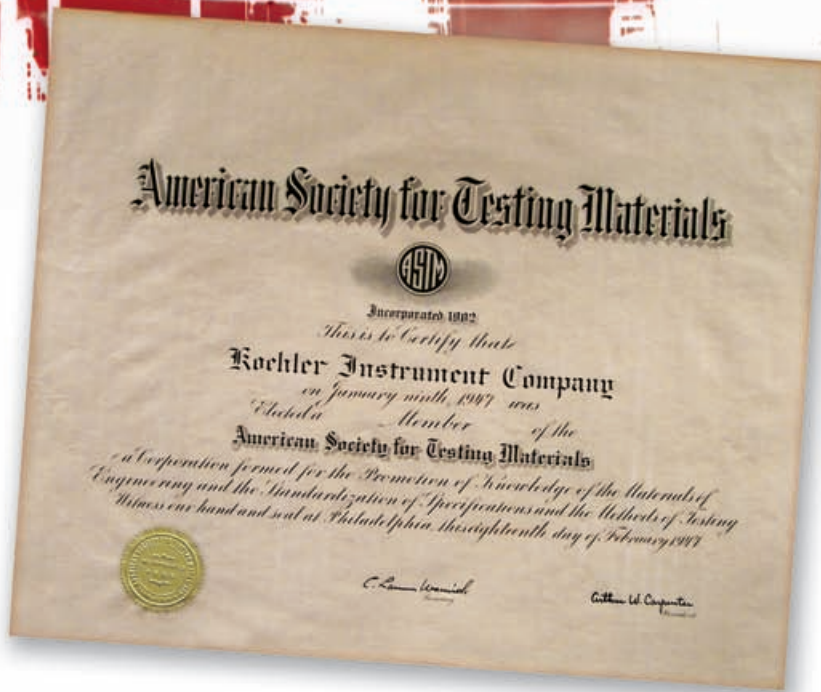 American Society for Testing Materials
ASTM
Incorporated 1902
This is to Certify that
Koehler Instrument Company
on January ninth, 1947 was
Elected a Member of the
American Society for Testing Materials
a Corporation formed for the Promotion of Knowledge of the Materials of
Engineering and the Standardization of Specifications and the Methods of Testing
Witness our hand and seal at Philadelphia, this eighteenth day of February 1947
Arthur W. Carpenter